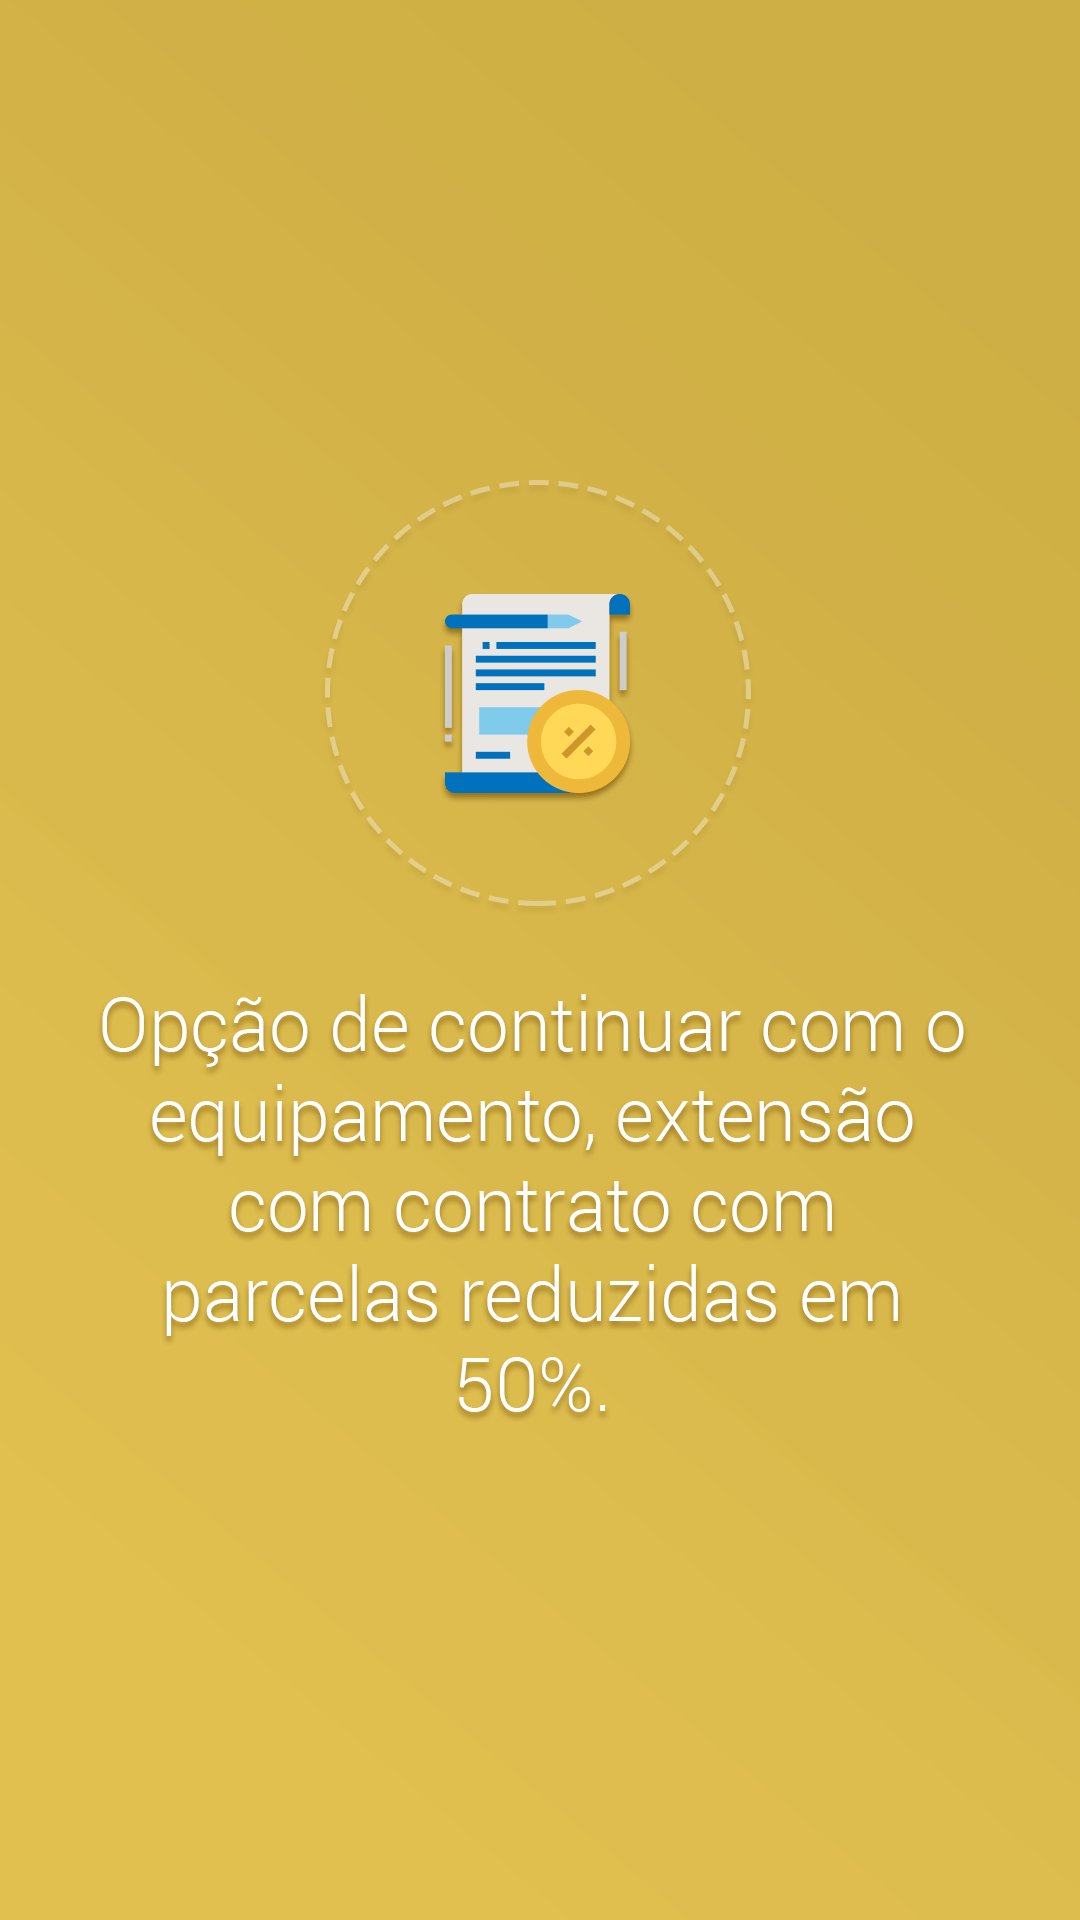 Opção de continuar com o
equipamento, extensão
com contrato com
parcelas reduzidas em
50%.